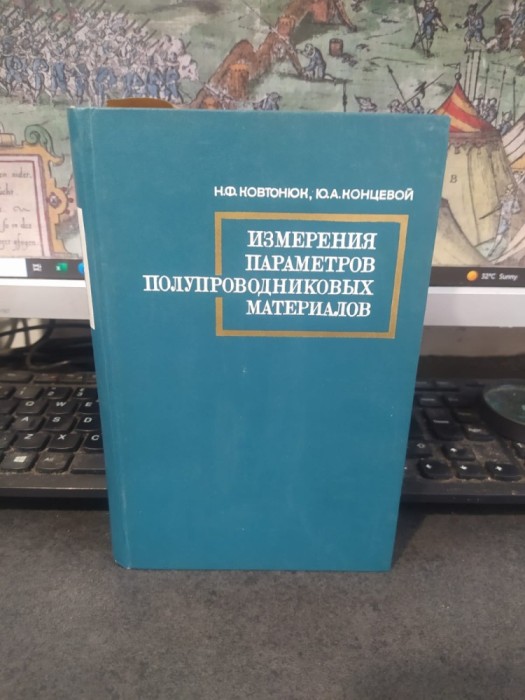 Н.Ф. КОВТОНЮК, Ю.А. КОНЦЕВОЙ
ИЗМЕРЕНИЯ
ПАРАМЕТРОВ
ПОЛУПРОВОДНИКОВЫХ
МАТЕРИАЛОВ
32°C Sunny